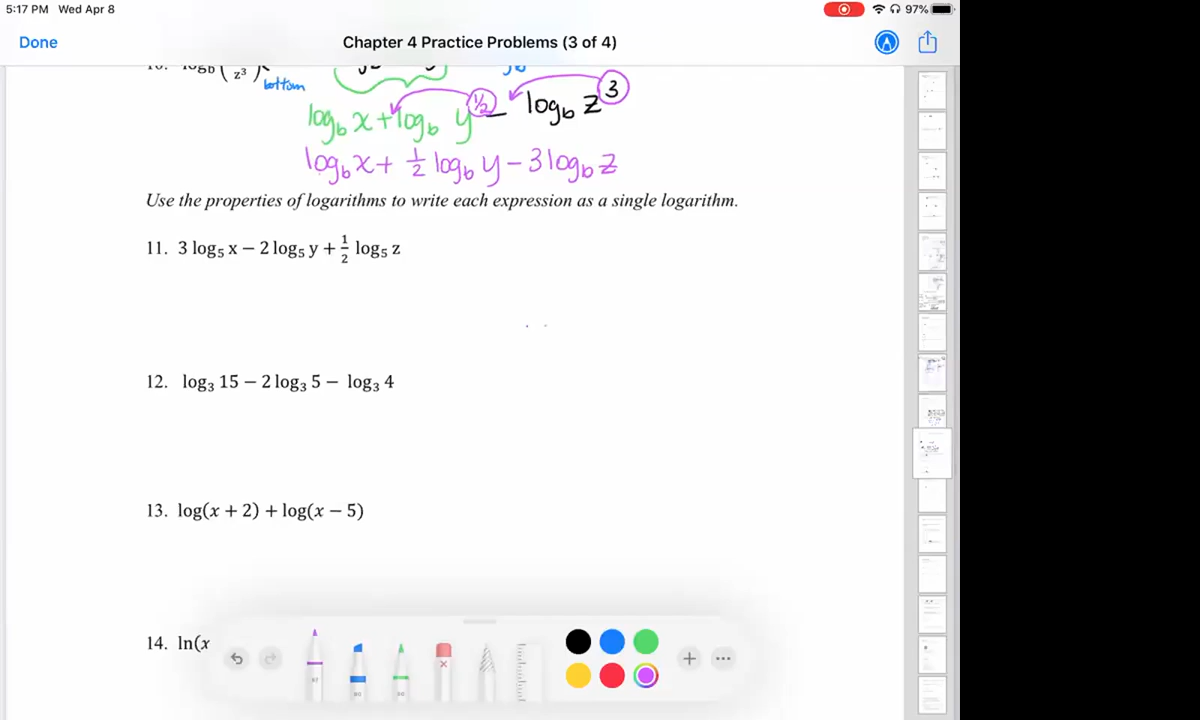 5:17 PM Wed Apr 8 97%
Done Chapter 4 Practice Problems (3 of 4)
z³
bottom
log_b x + log_b y^½ − log_b z^3
log_b x + ½ log_b y − 3 log_b z
Use the properties of logarithms to write each expression as a single logarithm.
11. 3 log₅ x − 2 log₅ y + 1/2 log₅ z
12. log₃ 15 − 2 log₃ 5 − log₃ 4
13. log(x + 2) + log(x − 5)
14. ln(x